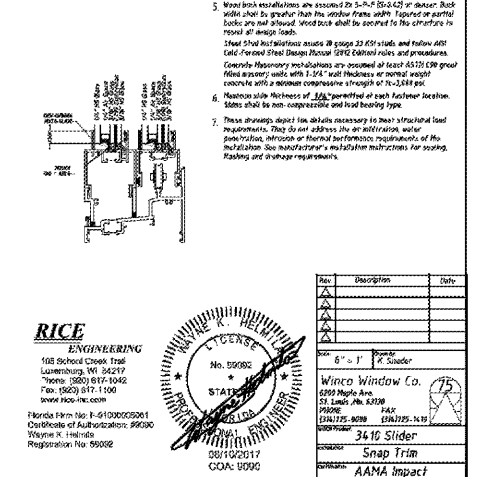 5. Wood buck installations are assumed 2x S-P-F (G=0.42) or denser. Buck
width shall be greater than the window frame width. Tapered or partial
bucks are not allowed. Wood buck shall be secured to the structure to
resist all design loads.
Steel Stud installations assume 18 gauge 33 KSI studs and follow AISI
Cold-Formed Steel Design Manual (2012 Edition) rules and procedures.
Concrete Masonry installations are assumed at least ASTM C90 grout
filled masonry units with 1-1/4" wall thickness or normal weight
concrete with a minimum compressive strength of
6. Maximum shim thickness of 1/4" permitted at each fastener location.
Shims shall be non-compressible and load bearing type.
7. These drawings depict the details necessary to meet structural load
requirements. They do not address the air infiltration, water
penetration, intrusion or thermal performance requirements of the
installation. See manufacturer's installation instructions for sealing,
flashing and drainage requirements.
RICE
ENGINEERING
105 School Creek Trail
Luxemburg, WI 54217
Phone: (920) 617-1042
Fax: (920) 617-1100
www.rice-inc.com
Florida Firm No:
Certificate of Authorization: #9090
Wayne K. Helmila
Registration No: 59092
WAYNE K. HELMILA
LICENSE
No. 59092
STATE
FLORIDA
PROFESSIONAL ENGINEER
08/10/2017
COA: 9090
Rev Description Date
Scale: 6" = 1'
Winco Window Co.
6200 Maple Ave.
St. Louis ,Mo. 63130
PHONE FAX
(314)725-8088 (314)725-1419
75
3410 Slider
Snap Trim
AAMA Impact